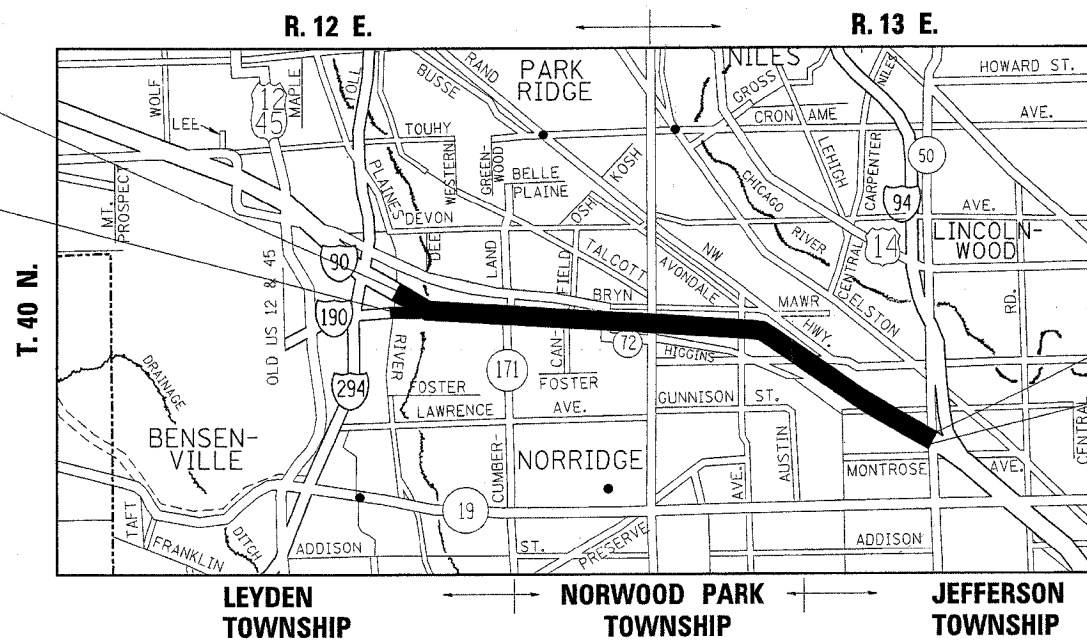 R. 12 E.
R. 13 E.
T. 40 N.
WOLF
12
45
MAPLE
TOLL
RAND
BUSSE
PARK
RIDGE
NILES
GROSS
NILES
HOWARD ST.
CRONAME
AVE.
LEE
TOUHY
WESTERN
GREEN-
WOOD
BELLE
PLAINE
KOSH
OSH
LEHIGH
CARPENTER
50
94
MT.
PROSPECT
PLAINES
DES
DEVON
CHICAGO
RIVER
AVE.
LINCOLN-
WOOD
14
CENTRAL
ELSTON
RD.
OLD US 12 & 45
90
LAND
FIELD
TALCOTT
AVONDALE
NW
HWY.
BRYN
MAWR
190
72
HIGGINS
DRAINAGE
294
RIVER
171
CAN-
FOSTER
FOSTER
LAWRENCE
AVE.
GUNNISON ST.
BENSEN-
VILLE
CUMBER-
NORRIDGE
AVE.
AUSTIN
MONTROSE
AVE.
CENTRAL
19
TAFT
FRANKLIN
DITCH
ADDISON
ST.
PRESERVE
ADDISON
LEYDEN
TOWNSHIP
NORWOOD PARK
TOWNSHIP
JEFFERSON
TOWNSHIP